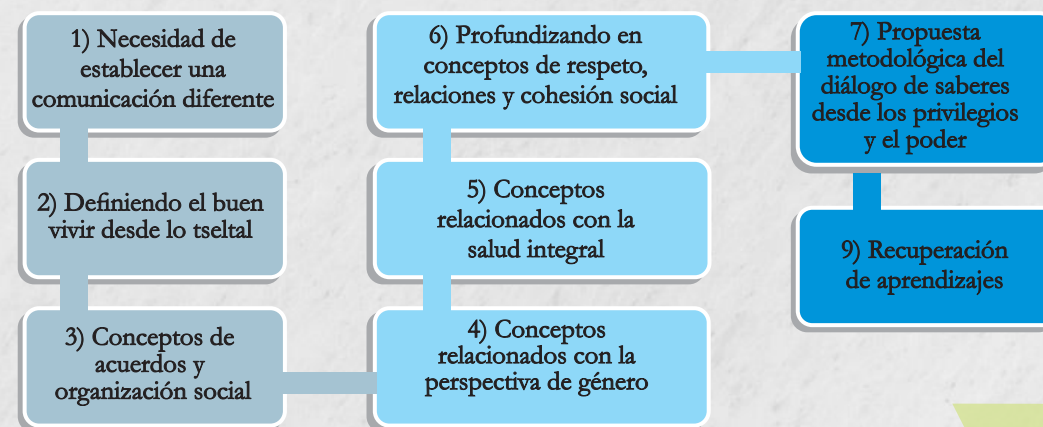 1) Necesidad de
establecer una
comunicación diferente
2) Definiendo el buen
vivir desde lo tseltal
3) Conceptos de
acuerdos y
organización social
4) Conceptos
relacionados con la
perspectiva de género
5) Conceptos
relacionados con la
salud integral
6) Profundizando en
conceptos de respeto,
relaciones y cohesión social
7) Propuesta
metodológica del
diálogo de saberes
desde los privilegios
y el poder
9) Recuperación
de aprendizajes